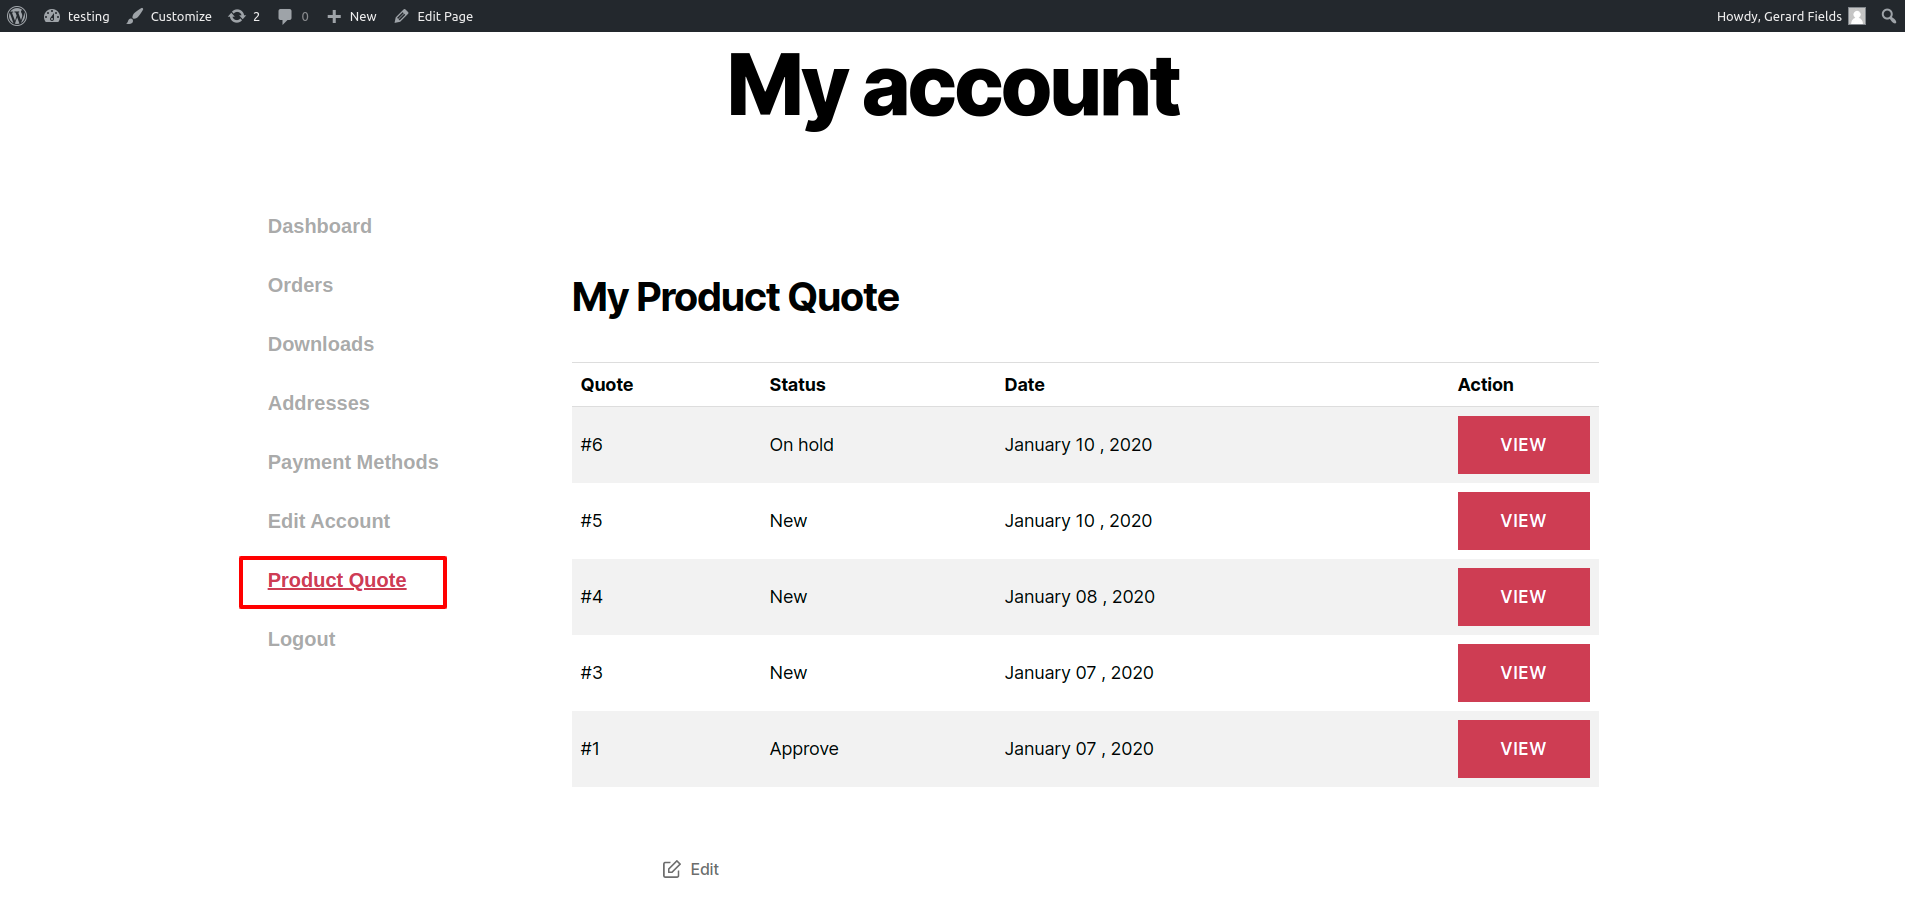 testing Customize 2 0 New Edit Page Howdy, Gerard Fields
My account
Dashboard
Orders
Downloads
Addresses
Payment Methods
Edit Account
Product Quote
Logout
My Product Quote
Quote Status Date Action
#6 On hold January 10 , 2020 VIEW
#5 New January 10 , 2020 VIEW
#4 New January 08 , 2020 VIEW
#3 New January 07 , 2020 VIEW
#1 Approve January 07 , 2020 VIEW
Edit